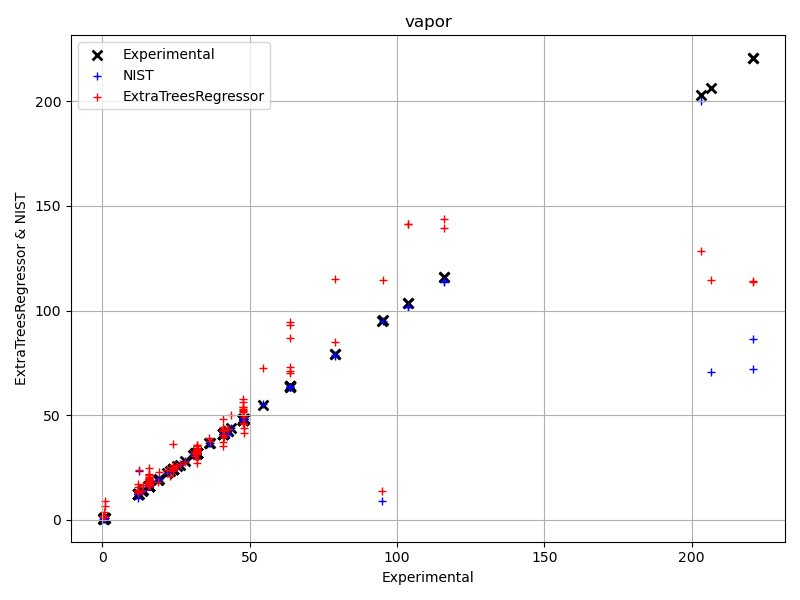 vapor
Experimental
NIST
ExtraTreesRegressor
200
150
100
50
0
ExtraTreesRegressor & NIST
0 50 100 150 200
Experimental